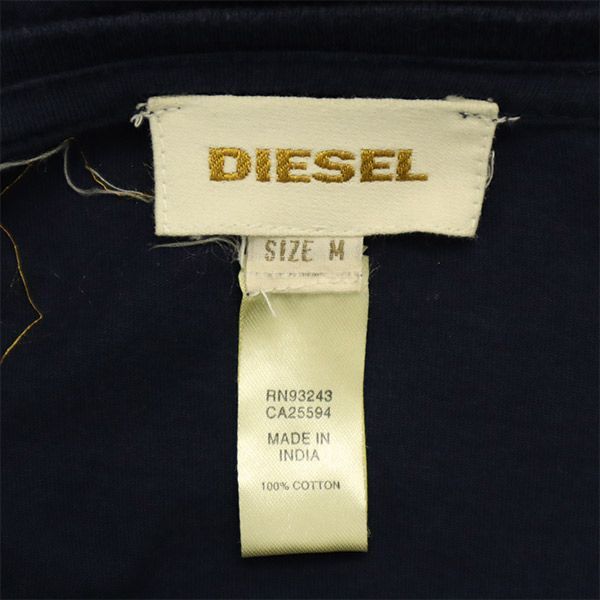 DIESEL
SIZE M
RN93243
CA25594
MADE IN
INDIA
100% COTTON